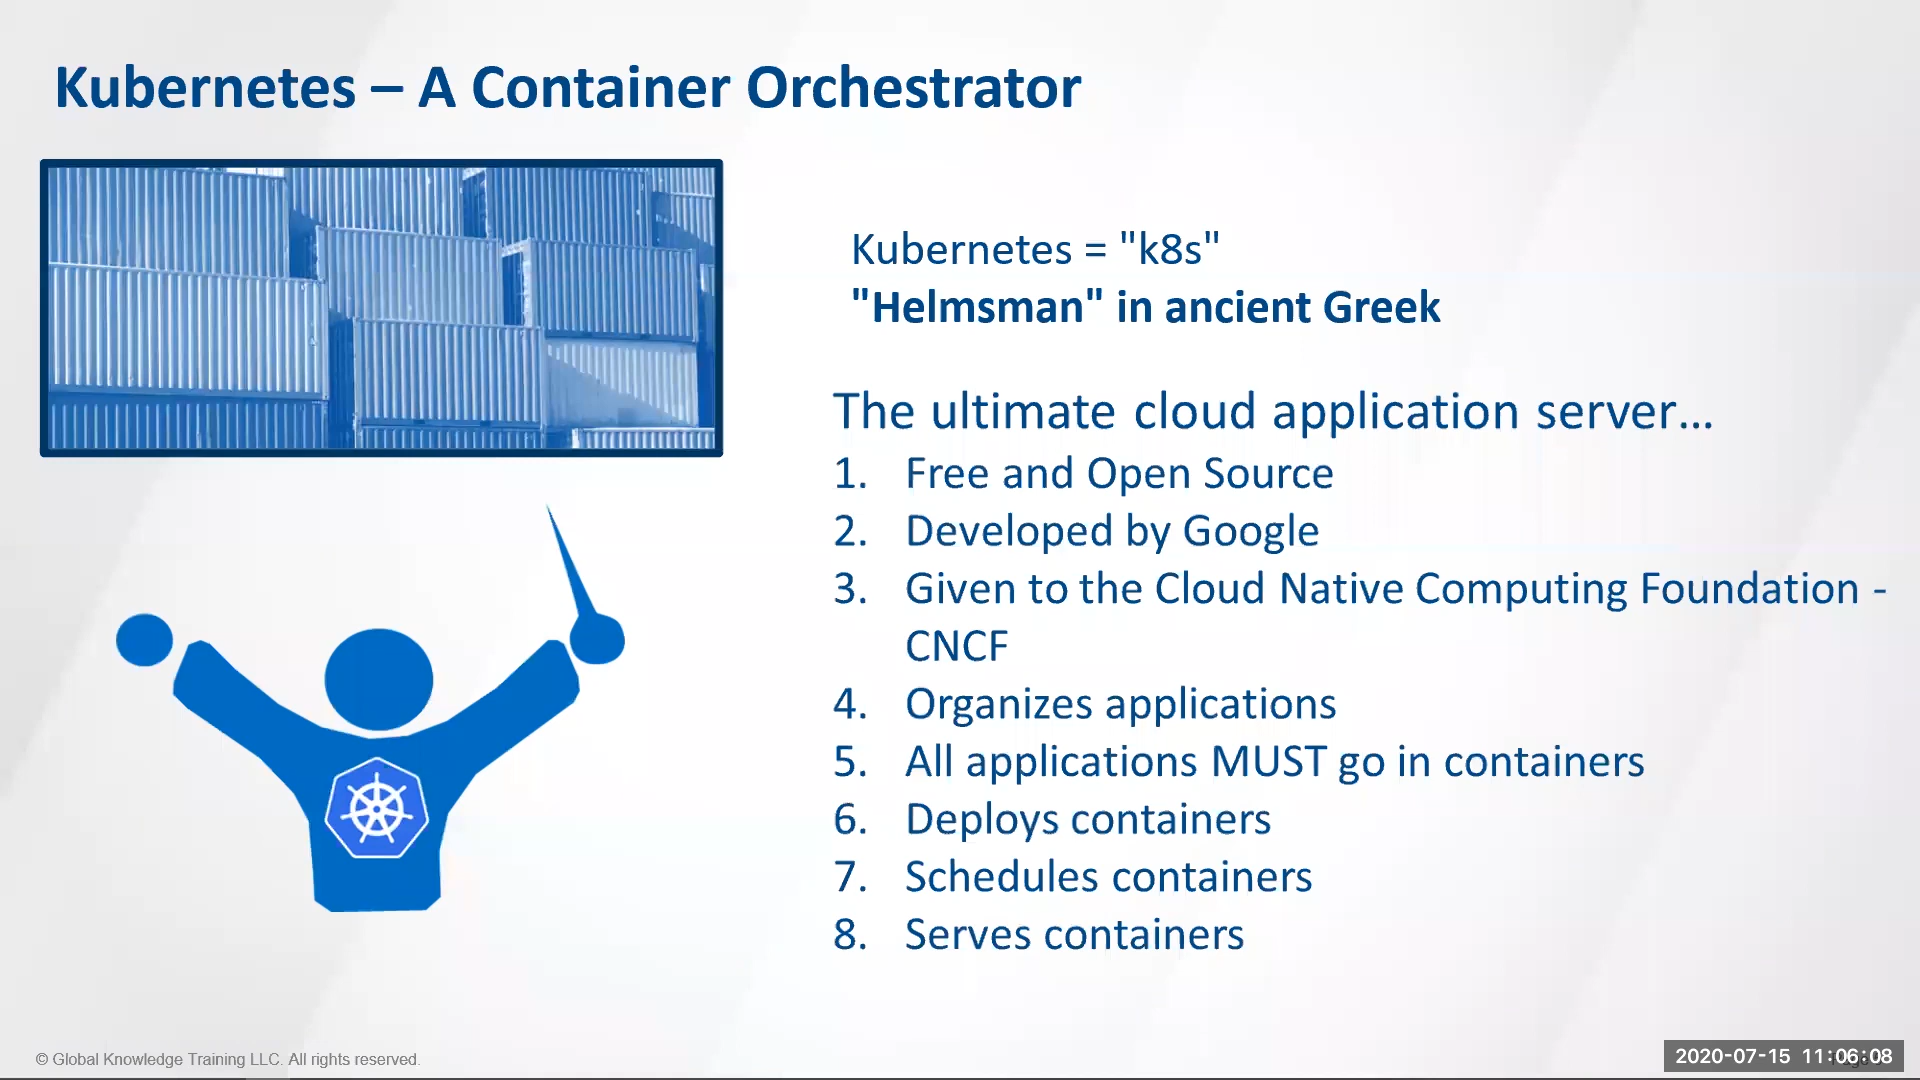 Kubernetes – A Container Orchestrator
Kubernetes = "k8s"
"Helmsman" in ancient Greek
The ultimate cloud application server...
1. Free and Open Source
2. Developed by Google
3. Given to the Cloud Native Computing Foundation -
CNCF
4. Organizes applications
5. All applications MUST go in containers
6. Deploys containers
7. Schedules containers
8. Serves containers
© Global Knowledge Training LLC. All rights reserved.
2020-07-15 11:06:08